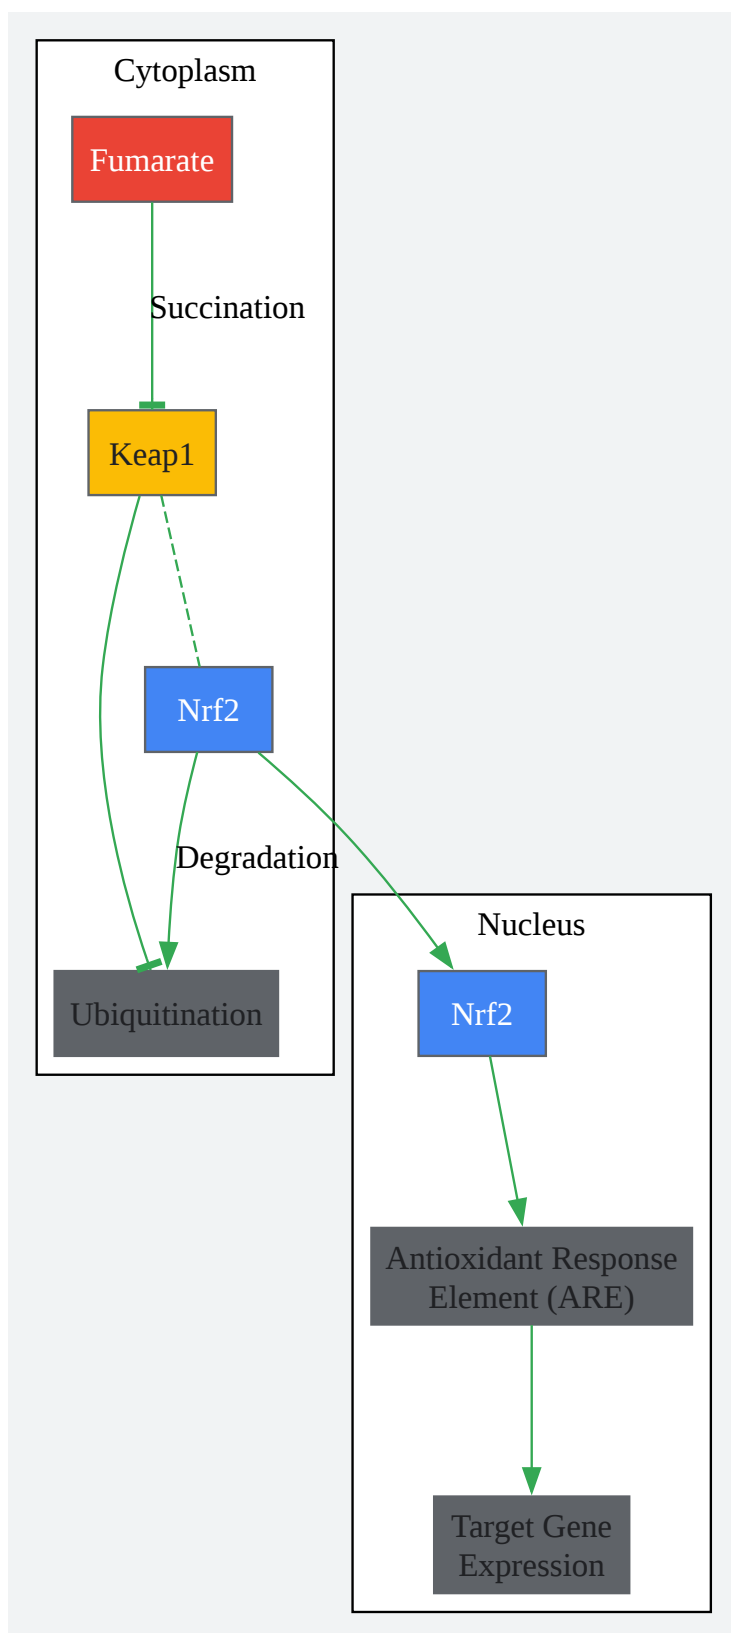 Cytoplasm
Fumarate
Succination
Keap1
Nrf2
Degradation
Ubiquitination
Nucleus
Nrf2
Antioxidant Response
Element (ARE)
Target Gene
Expression